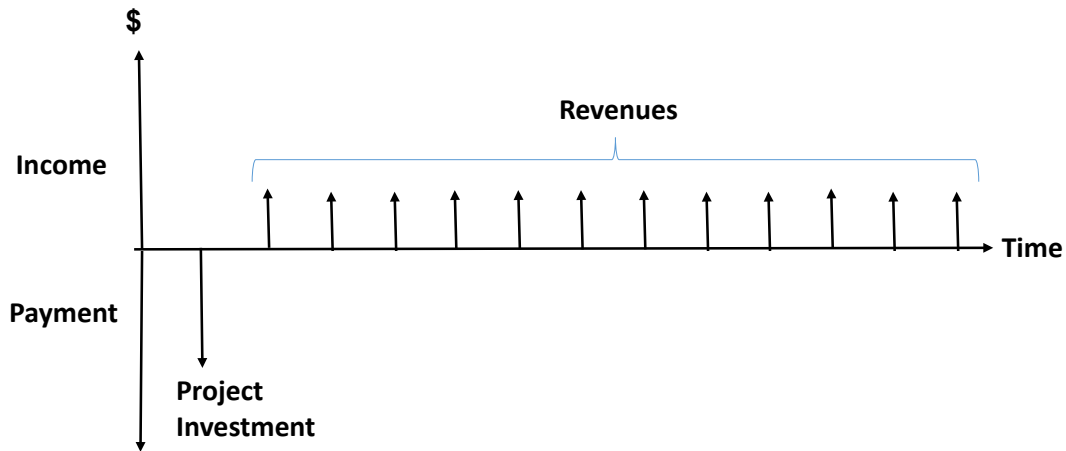 $
Revenues
Income
Time
Payment
Project
Investment